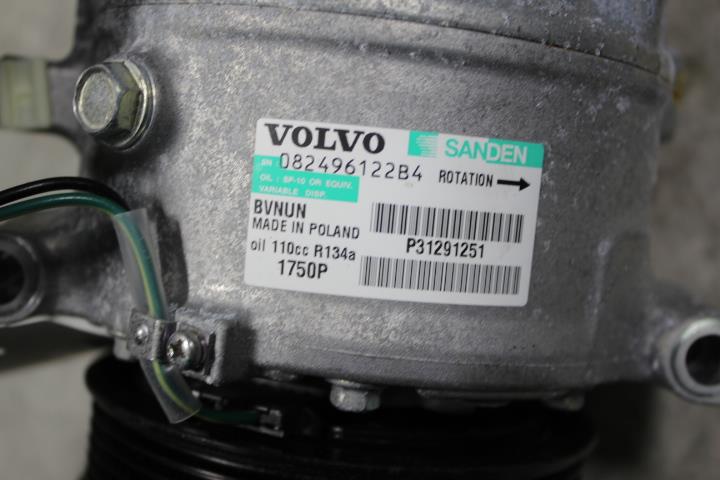 VOLVO SANDEN
SN: 082496122B4 ROTATION →
OIL : SP-10 OR EQUIV.
VARIABLE DISP.
BVNUN
MADE IN POLAND
oil 110cc R134a
1750P
P31291251